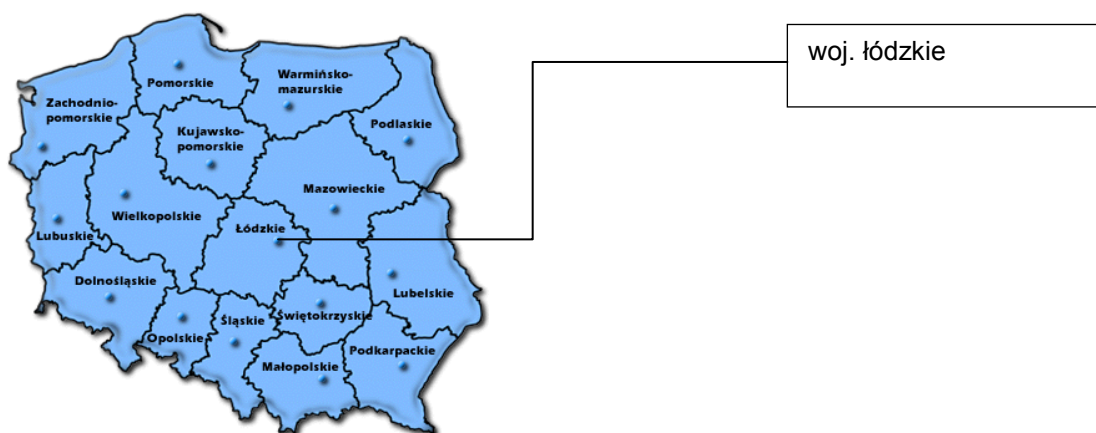 woj. łódzkie
Pomorskie
Warmińsko-
mazurskie
Zachodnio-
pomorskie
Kujawsko-
pomorskie
Podlaskie
Mazowieckie
Wielkopolskie
Łódzkie
Lubuskie
Dolnośląskie
Lubelskie
Opolskie
Śląskie
Świętokrzyskie
Małopolskie
Podkarpackie